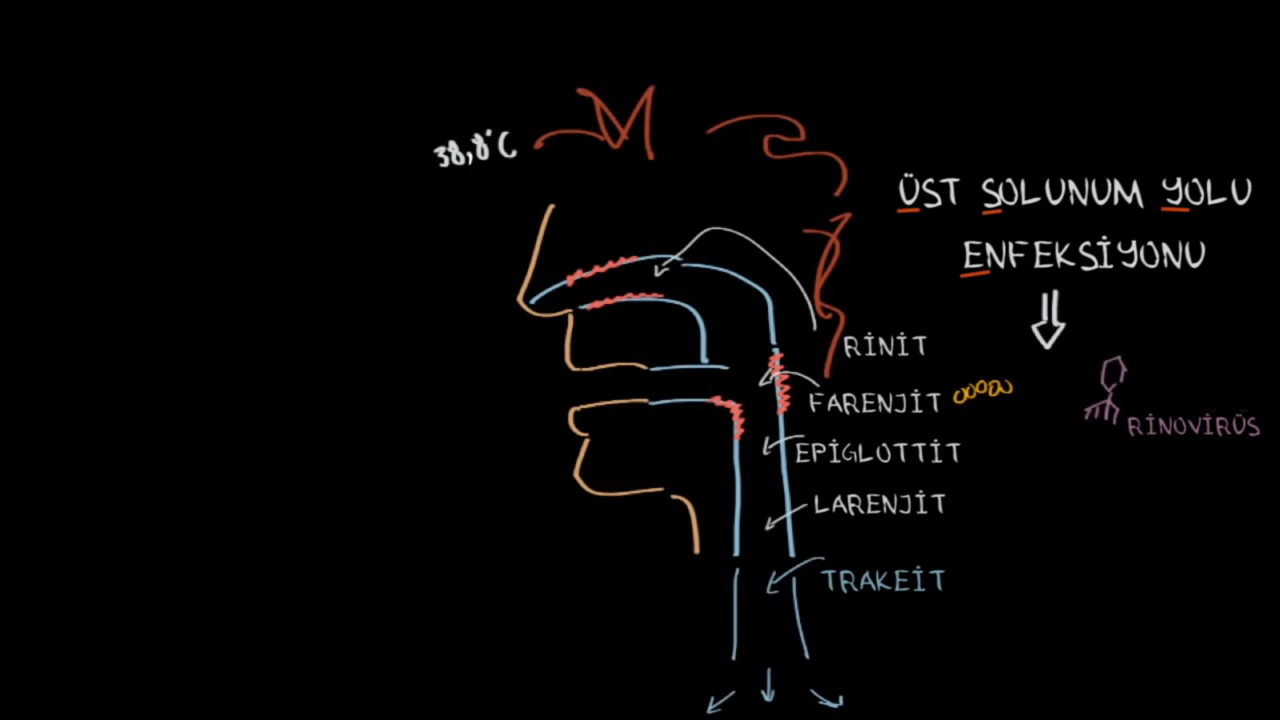 38,8°C
ÜST SOLUNUM YOLU
ENFEKSİYONU
RİNİT
FARENJİT
RİNOVİRÜS
EPİGLOTTİT
LARENJİT
TRAKEİT